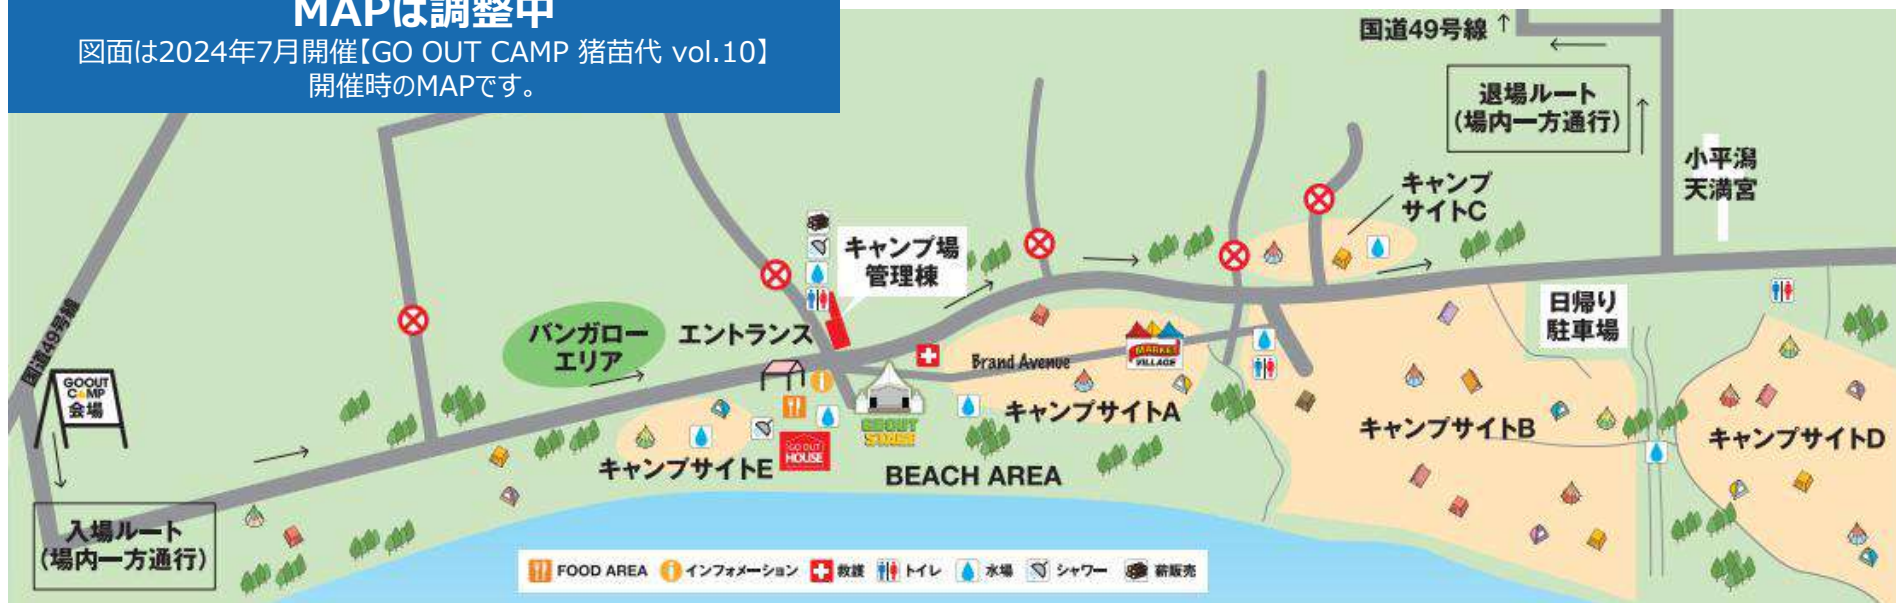 MAPは調整中
図面は2024年7月開催【GO OUT CAMP 猪苗代 vol.10】
開催時のMAPです。
国道49号線
退場ルート
(場内一方通行)
小平潟
天満宮
キャンプ
サイトC
キャンプ場
管理棟
日帰り
駐車場
バンガロー
エリア
エントランス
国道49号線
GOOUT
CAMP
会場
Brand Avenue
MARKET
VILLAGE
キャンプサイトA
GOOUT
STAGE
キャンプサイトB
キャンプサイトD
GO OUT
HOUSE
キャンプサイトE
BEACH AREA
入場ルート
(場内一方通行)
FOOD AREA
インフォメーション
救護
トイレ
水場
シャワー
薪販売